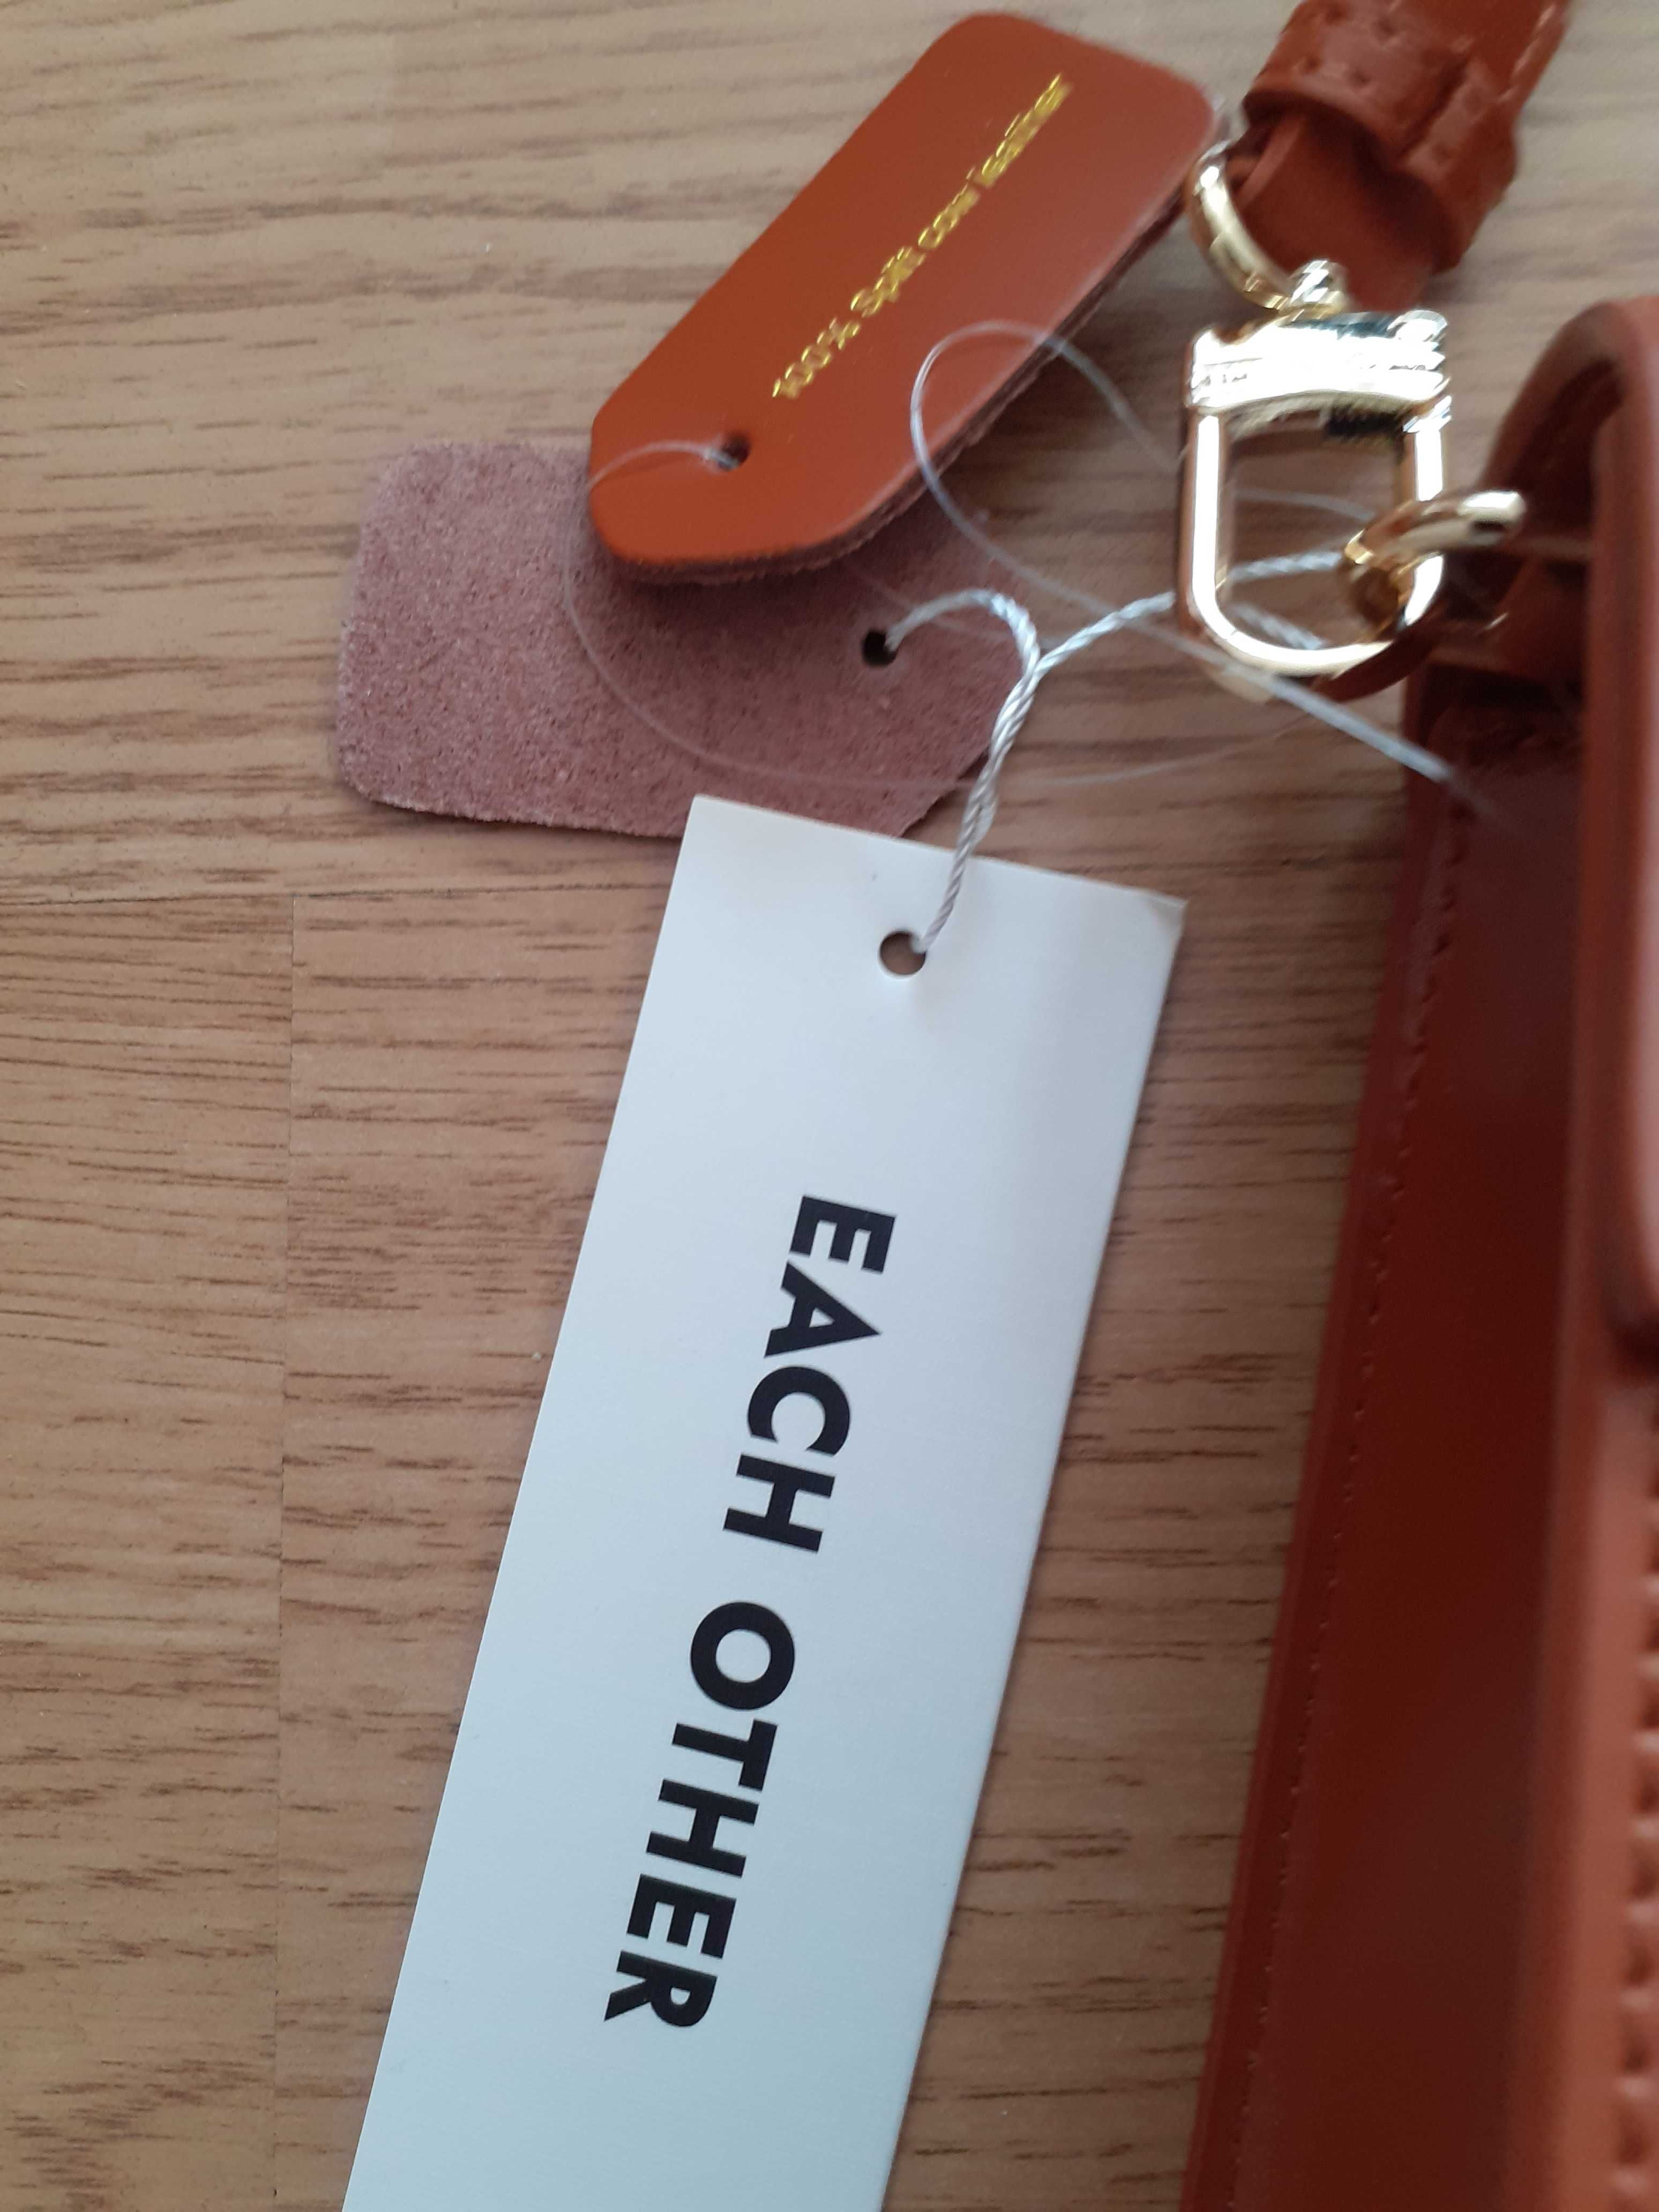 100% Split cow leather
EACH OTHER